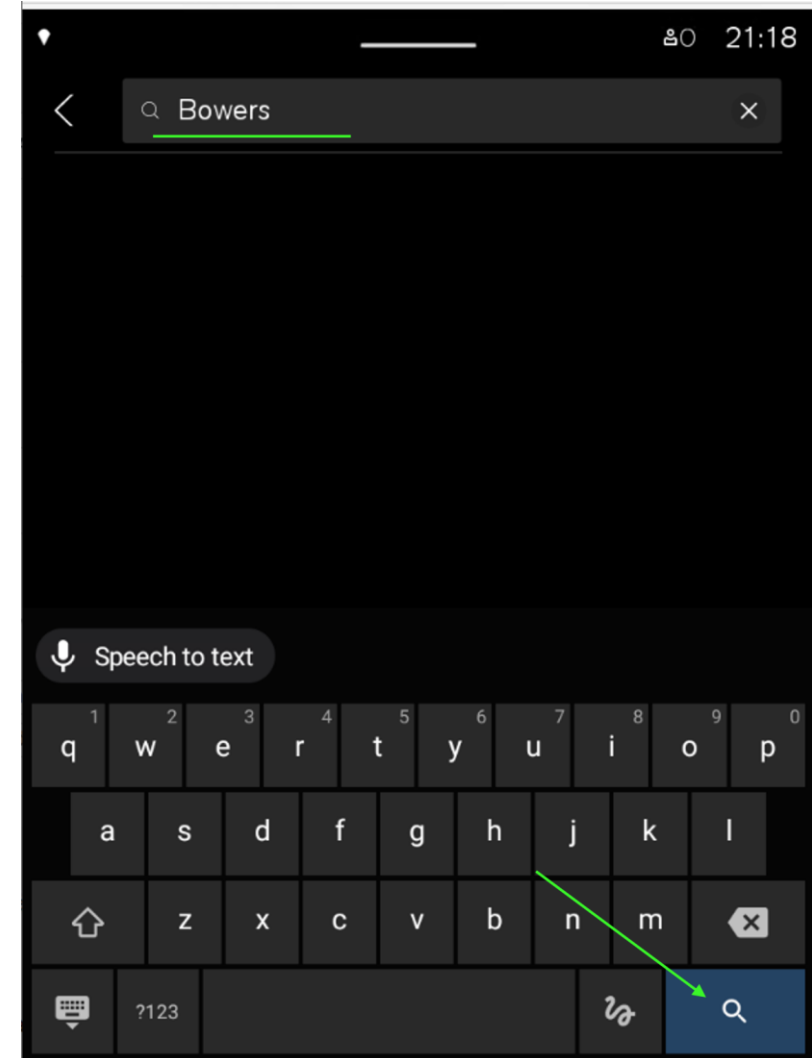 21:18
Bowers
Speech to text
1 2 3 4 5 6 7 8 9 0
q w e r t y u i o p
a s d f g h j k l
z x c v b n m
?123